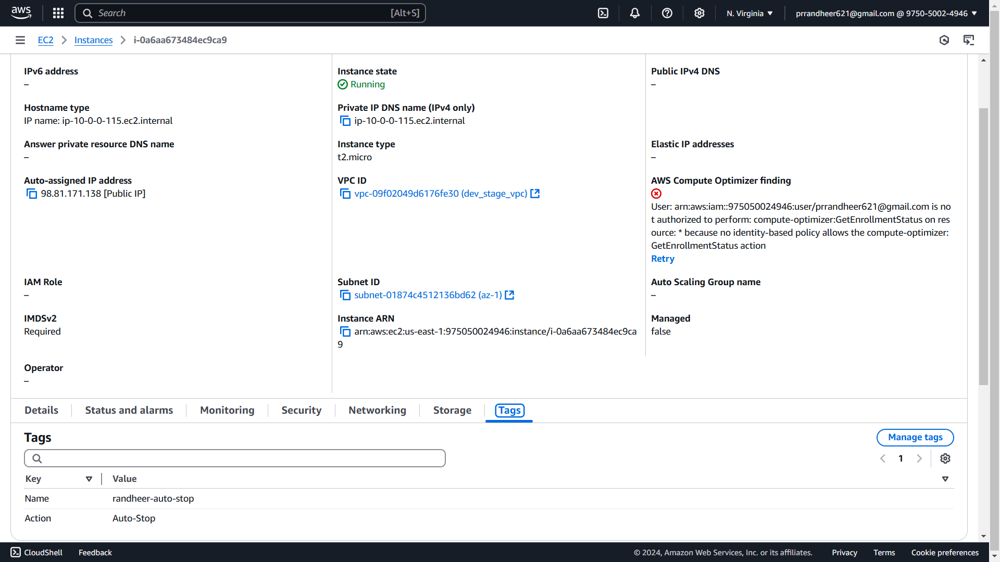 aws
Search [Alt+S]
N. Virginia
prrandheer621@gmail.com @ 9750-5002-4946
EC2 Instances i-0a6aa673484ec9ca9
IPv6 address
–
Instance state
Running
Public IPv4 DNS
–
Hostname type
IP name: ip-10-0-0-115.ec2.internal
Private IP DNS name (IPv4 only)
ip-10-0-0-115.ec2.internal
Answer private resource DNS name
–
Instance type
t2.micro
Elastic IP addresses
–
Auto-assigned IP address
98.81.171.138 [Public IP]
VPC ID
vpc-09f02049d6176fe30 (dev_stage_vpc)
AWS Compute Optimizer finding
User: arn:aws:iam::975050024946:user/prrandheer621@gmail.com is no
t authorized to perform: compute-optimizer:GetEnrollmentStatus on res
ource: * because no identity-based policy allows the compute-optimizer:
GetEnrollmentStatus action
Retry
IAM Role
–
Subnet ID
subnet-01874c4512136bd62 (az-1)
Auto Scaling Group name
–
IMDSv2
Required
Instance ARN
arn:aws:ec2:us-east-1:975050024946:instance/i-0a6aa673484ec9ca
9
Managed
false
Operator
–
Details Status and alarms Monitoring Security Networking Storage Tags
Tags
Manage tags
1
Key Value
Name randheer-auto-stop
Action Auto-Stop
CloudShell Feedback © 2024, Amazon Web Services, Inc. or its affiliates. Privacy Terms Cookie preferences